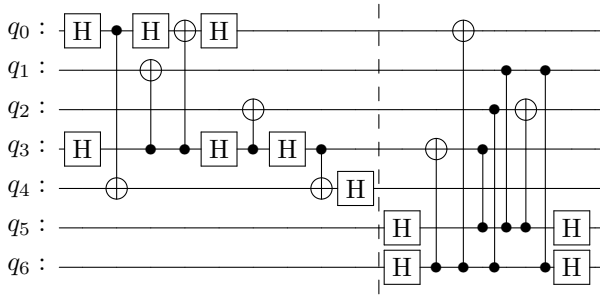 q0 : H H H
q1 :
q2 :
q3 : H H H
q4 : H
q5 : H H
q6 : H H